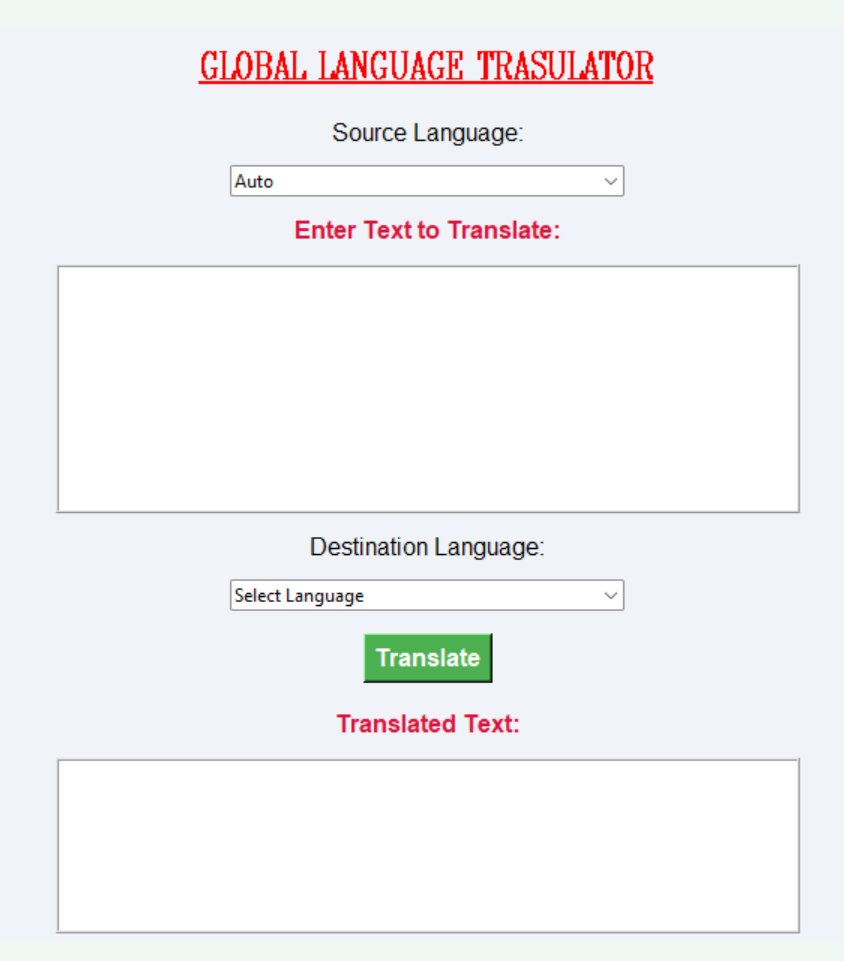 GLOBAL LANGUAGE TRASULATOR
Source Language:
Auto
Enter Text to Translate:
Destination Language:
Select Language
Translate
Translated Text: